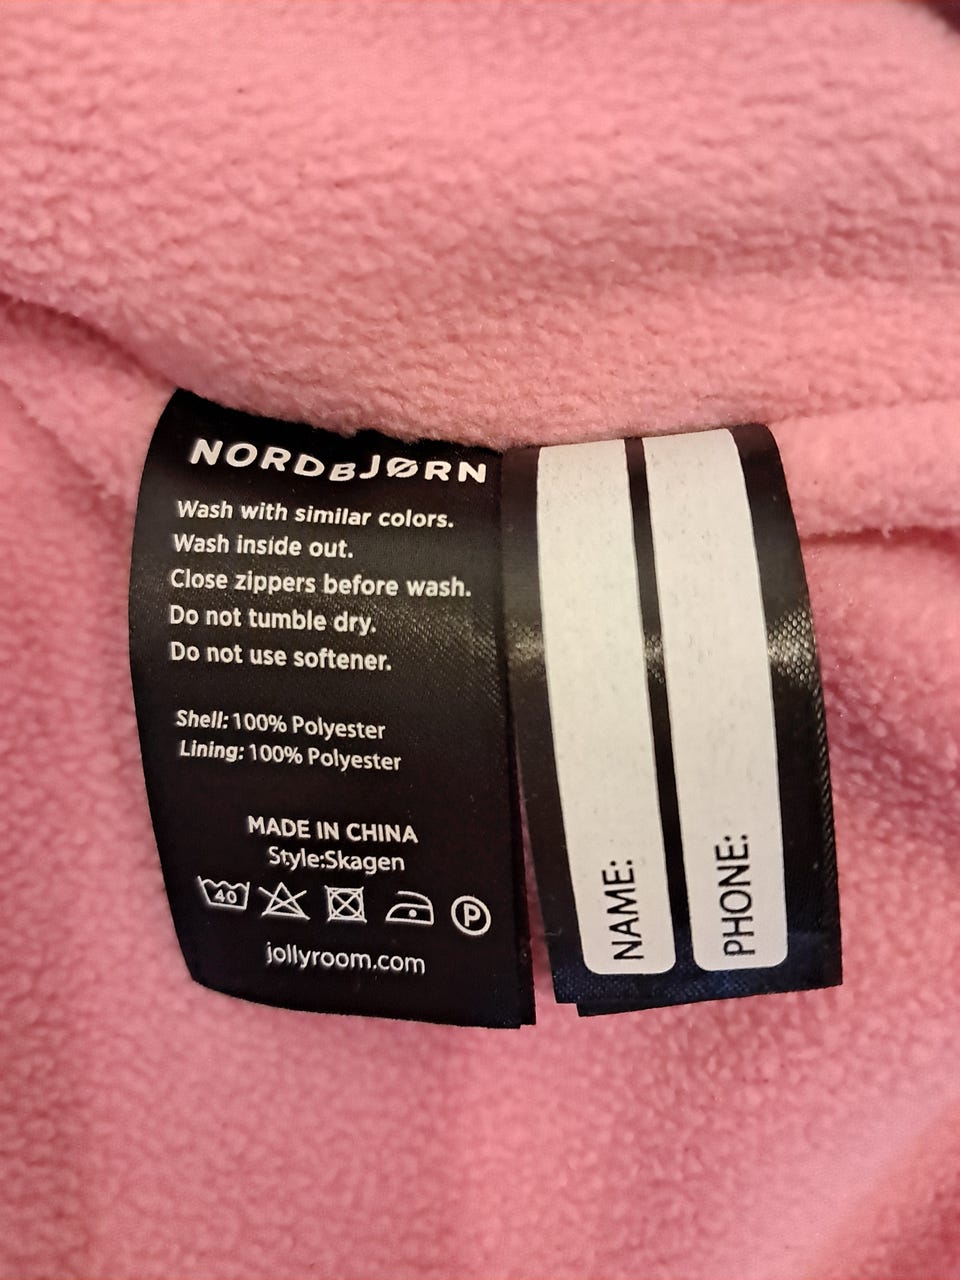 NORDBJØRN
Wash with similar colors.
Wash inside out.
Close zippers before wash.
Do not tumble dry.
Do not use softener.
Shell: 100% Polyester
Lining: 100% Polyester
MADE IN CHINA
Style:Skagen
40 P
jollyroom.com
NAME:
PHONE: